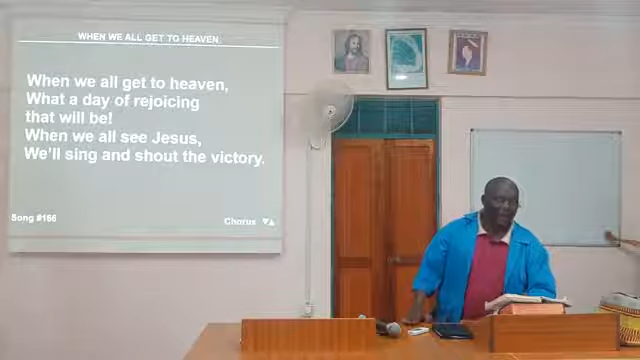 WHEN WE ALL GET TO HEAVEN
When we all get to heaven,
What a day of rejoicing
that will be!
When we all see Jesus,
We'll sing and shout the victory.
Song #166
Chorus